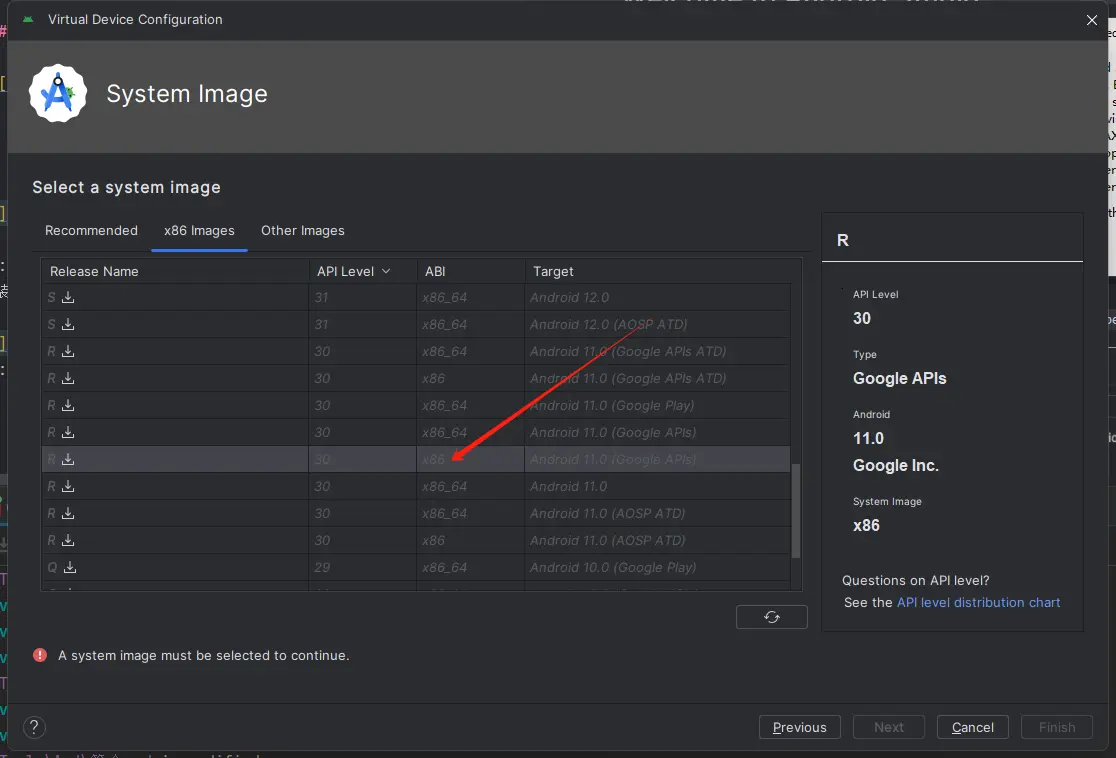 Virtual Device Configuration
System Image
Select a system image
Recommended x86 Images Other Images
Release Name API Level ABI Target
S 31 x86_64 Android 12.0
S 31 x86_64 Android 12.0 (AOSP ATD)
R 30 x86_64 Android 11.0 (Google APIs ATD)
R 30 x86 Android 11.0 (Google APIs ATD)
R 30 x86_64 Android 11.0 (Google Play)
R 30 x86_64 Android 11.0 (Google APIs)
R 30 x86 Android 11.0 (Google APIs)
R 30 x86_64 Android 11.0
R 30 x86_64 Android 11.0 (AOSP ATD)
R 30 x86 Android 11.0 (AOSP ATD)
Q 29 x86_64 Android 10.0 (Google Play)
R
API Level
30
Type
Google APIs
Android
11.0
Google Inc.
System Image
x86
Questions on API level?
See the API level distribution chart
A system image must be selected to continue.
?
Previous Next Cancel Finish